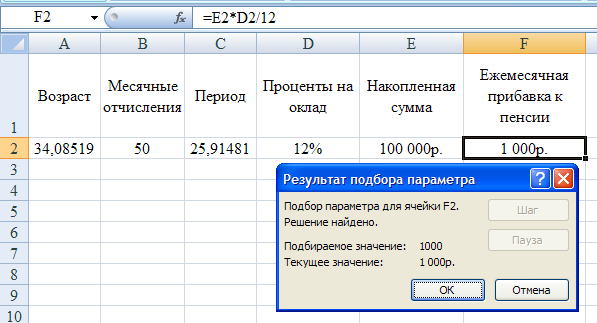 F2 fx =E2*D2/12
A B C D E F
1 Возраст Месячные отчисления Период Проценты на оклад Накопленная сумма Ежемесячная прибавка к пенсии
2 34,08519 50 25,91481 12% 100 000р. 1 000р.
3
4
5
6
7
8
9
10
Результат подбора параметра
Подбор параметра для ячейки F2.
Решение найдено.
Шаг
Подбираемое значение: 1000
Пауза
Текущее значение: 1 000р.
ОК Отмена